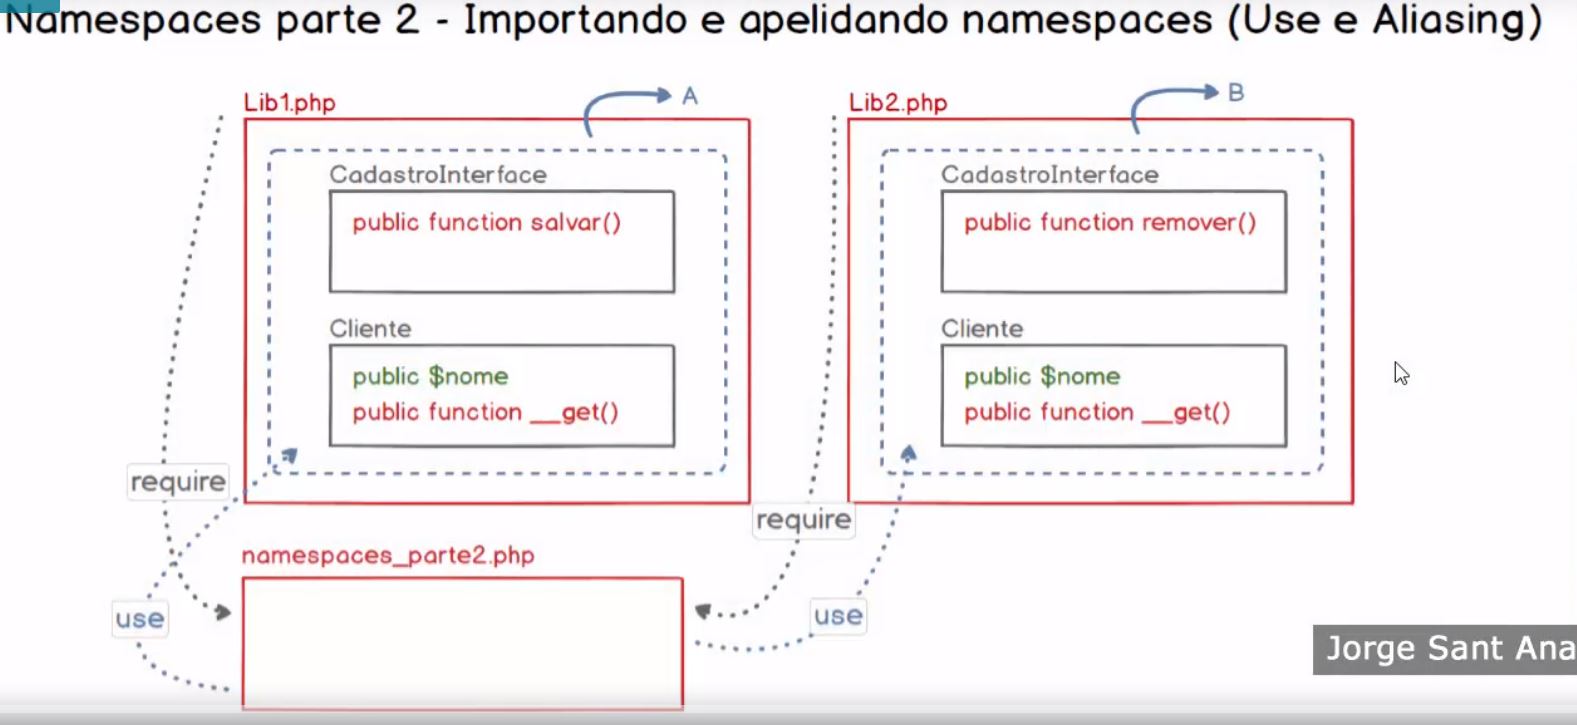 Namespaces parte 2 - Importando e apelidando namespaces (Use e Aliasing)
Lib1.php
A
CadastroInterface
public function salvar()
Cliente
public $nome
public function __get()
Lib2.php
B
CadastroInterface
public function remover()
Cliente
public $nome
public function __get()
require
require
namespaces_parte2.php
use
use
Jorge Sant Ana